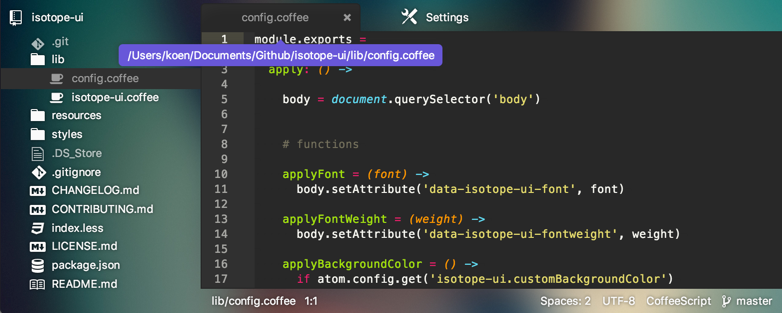 isotope-ui
.git
lib
config.coffee
isotope-ui.coffee
resources
styles
.DS_Store
.gitignore
CHANGELOG.md
CONTRIBUTING.md
index.less
LICENSE.md
package.json
README.md
config.coffee ×
Settings
/Users/koen/Documents/Github/isotope-ui/lib/config.coffee
1 module.exports =
3 apply: () ->
4
5 body = document.querySelector('body')
6
7
8 # functions
9
10 applyFont = (font) ->
11 body.setAttribute('data-isotope-ui-font', font)
12
13 applyFontWeight = (weight) ->
14 body.setAttribute('data-isotope-ui-fontweight', weight)
15
16 applyBackgroundColor = () ->
17 if atom.config.get('isotope-ui.customBackgroundColor')
lib/config.coffee 1:1 Spaces: 2 UTF-8 CoffeeScript master